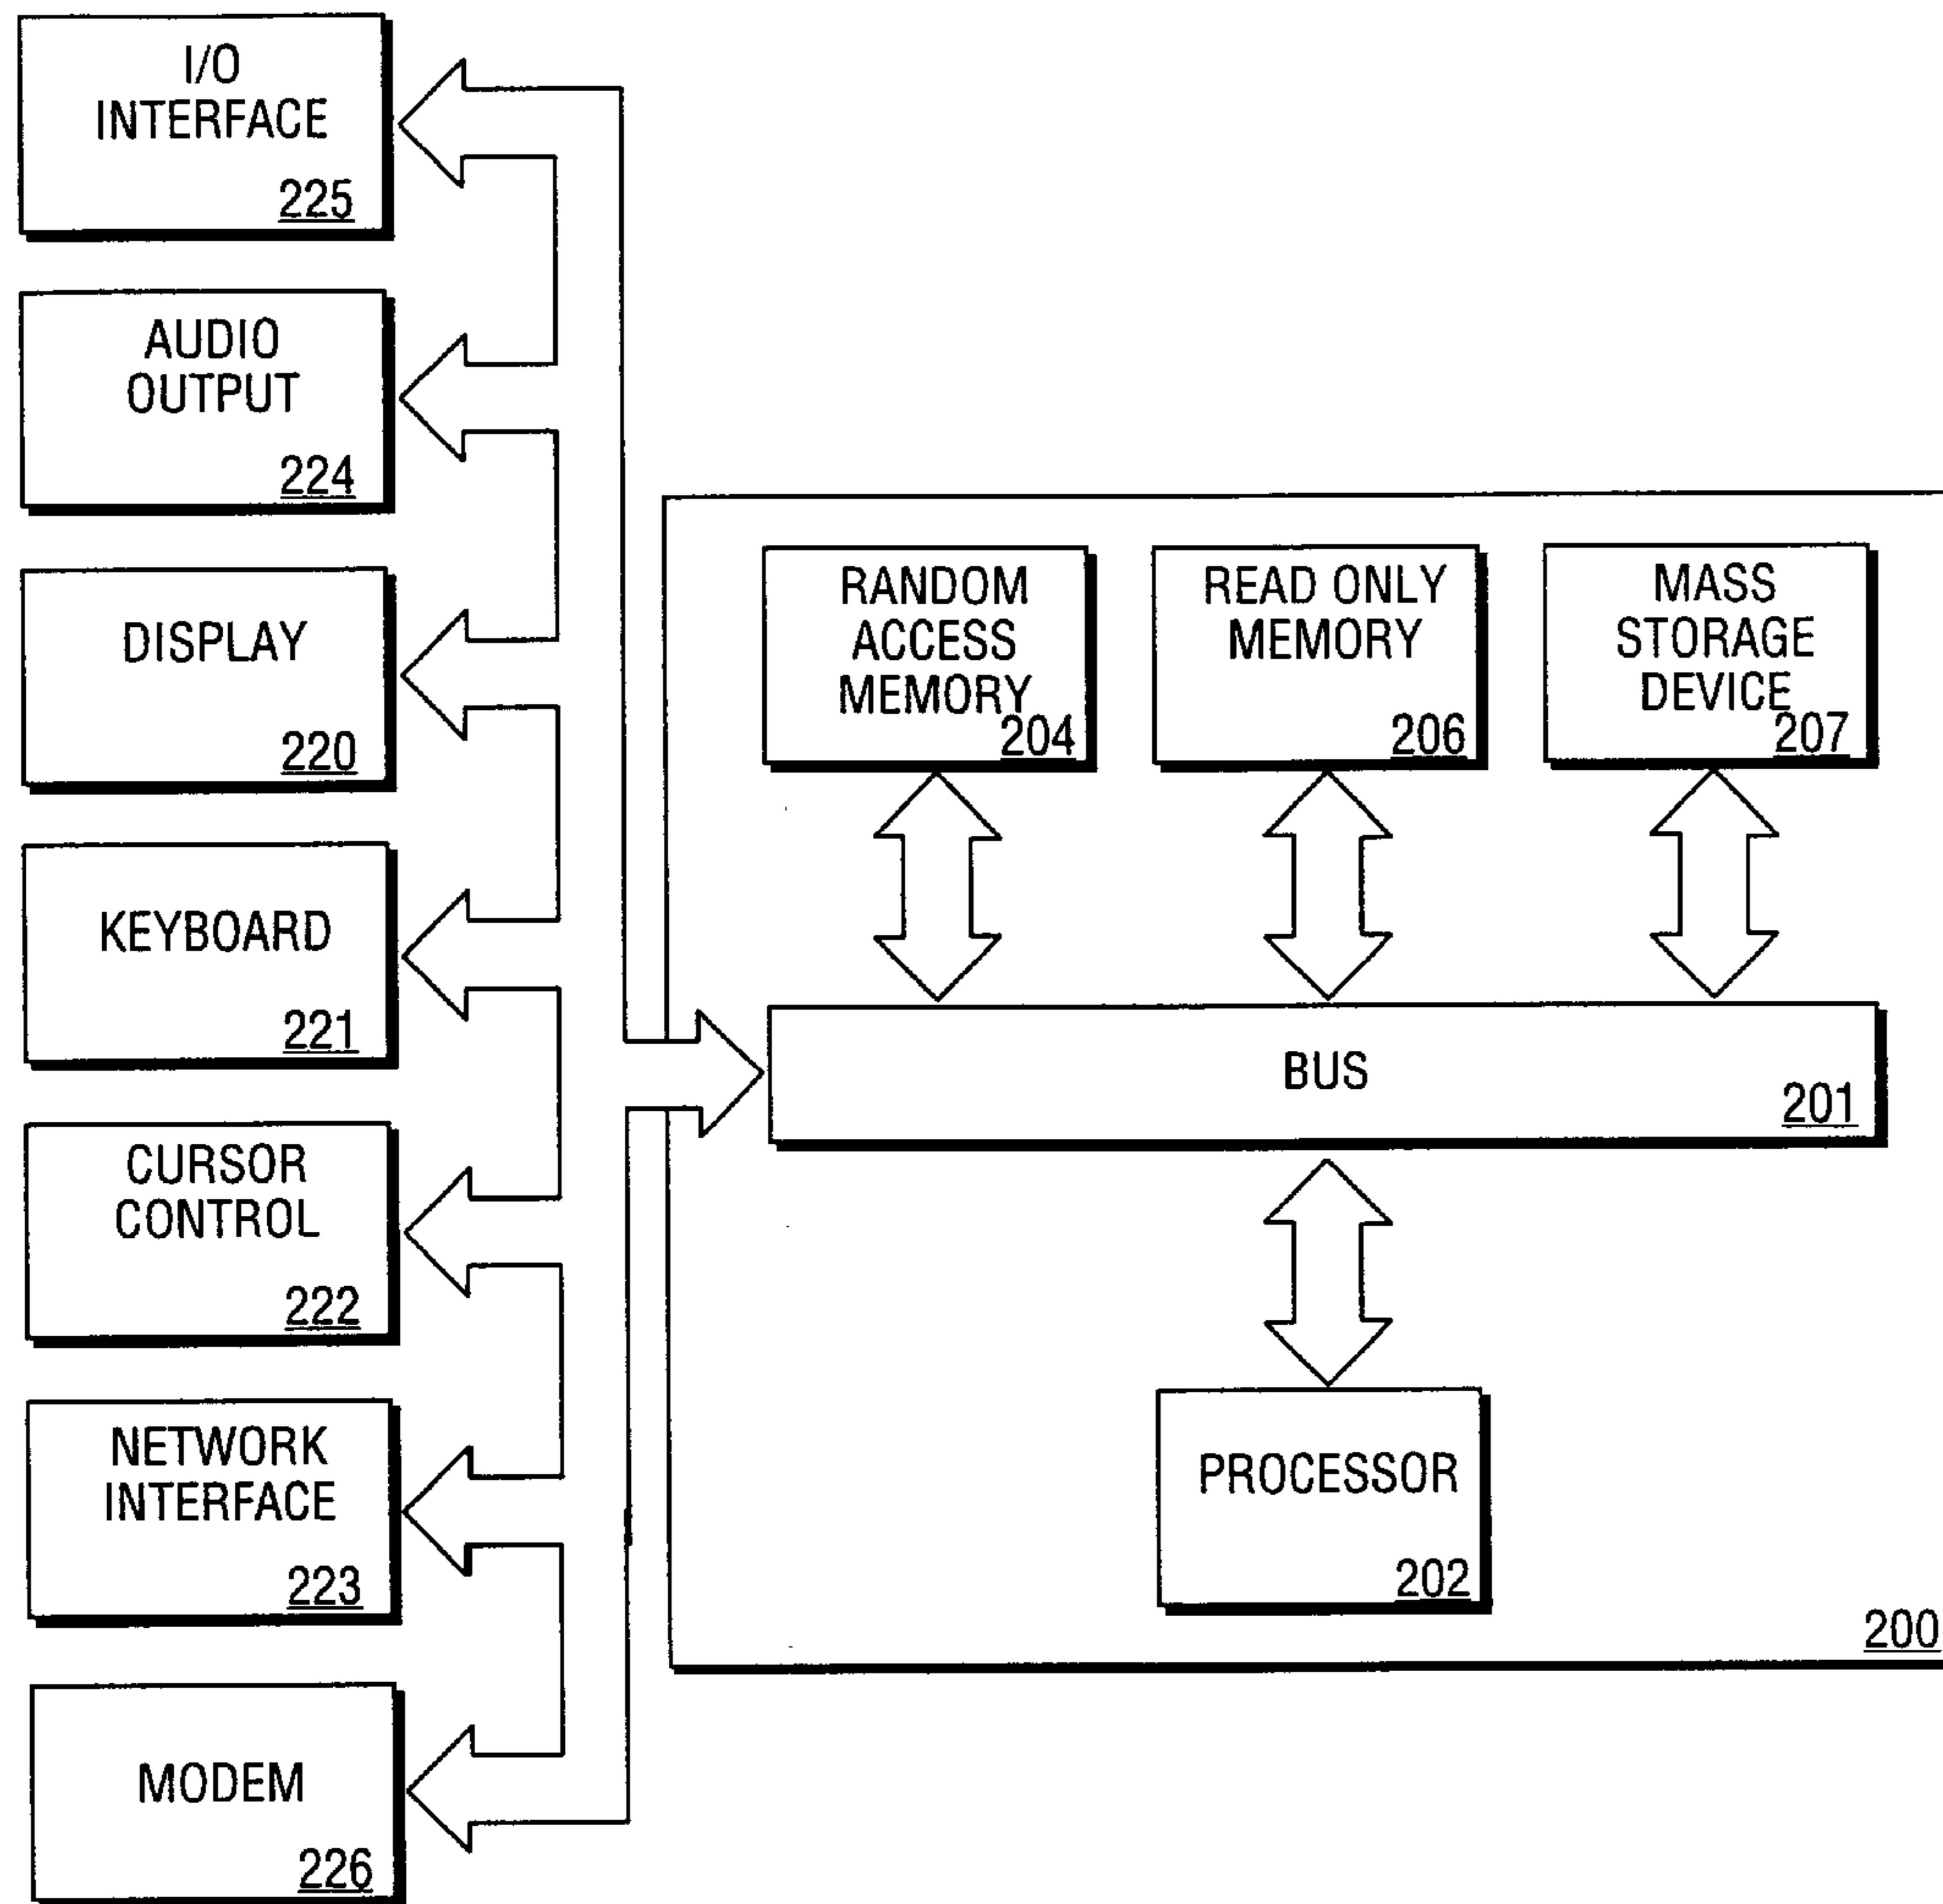 I/O
INTERFACE
225
AUDIO
OUTPUT
224
DISPLAY
220
KEYBOARD
221
CURSOR
CONTROL
222
NETWORK
INTERFACE
223
MODEM
226
RANDOM
ACCESS
MEMORY
204
READ ONLY
MEMORY
206
MASS
STORAGE
DEVICE
207
BUS
201
PROCESSOR
202
200